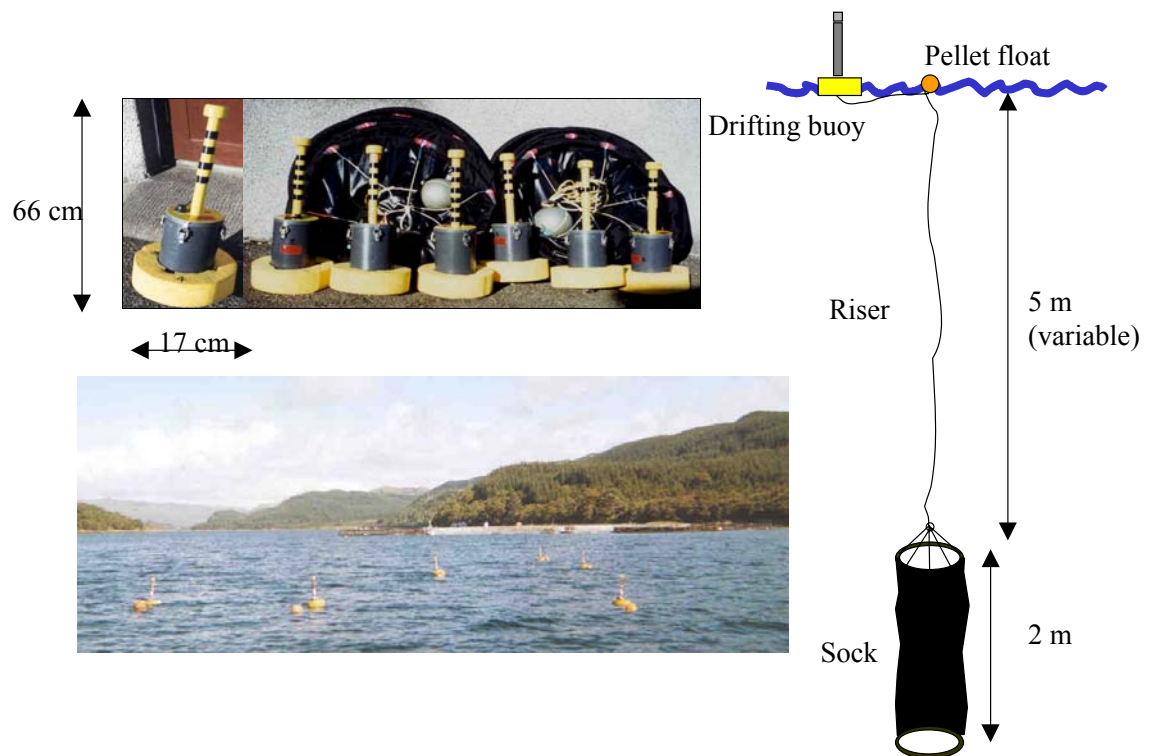 Pellet float
Drifting buoy
66 cm
17 cm
Riser
5 m
(variable)
Sock
2 m